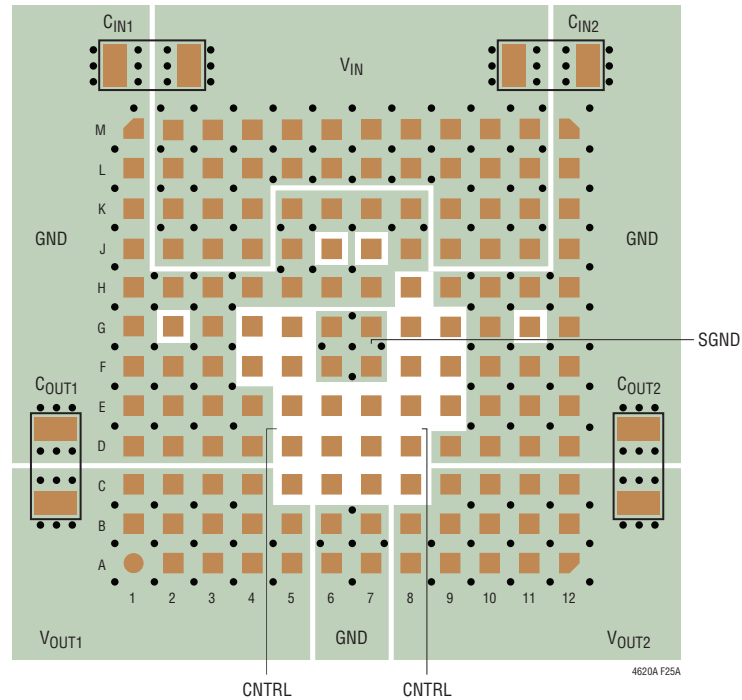 CIN1
CIN2
VIN
M
L
K
GND
J
GND
H
G
SGND
F
COUT1
COUT2
E
D
C
B
A
1 2 3 4 5 6 7 8 9 10 11 12
VOUT1
GND
VOUT2
4620A F25A
CNTRL
CNTRL